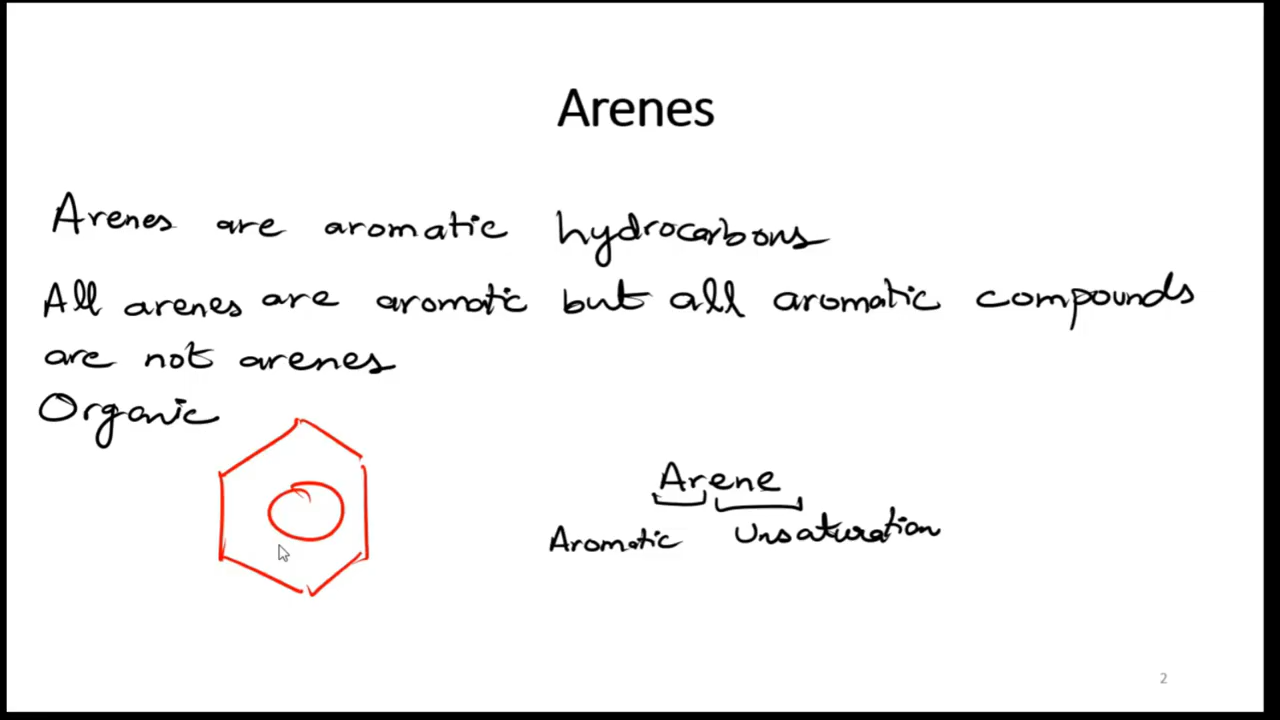 Arenes
Arenes are aromatic hydrocarbons
All arenes are aromatic but all aromatic compounds
are not arenes
Organic
Arene
Aromatic Unsaturation
2